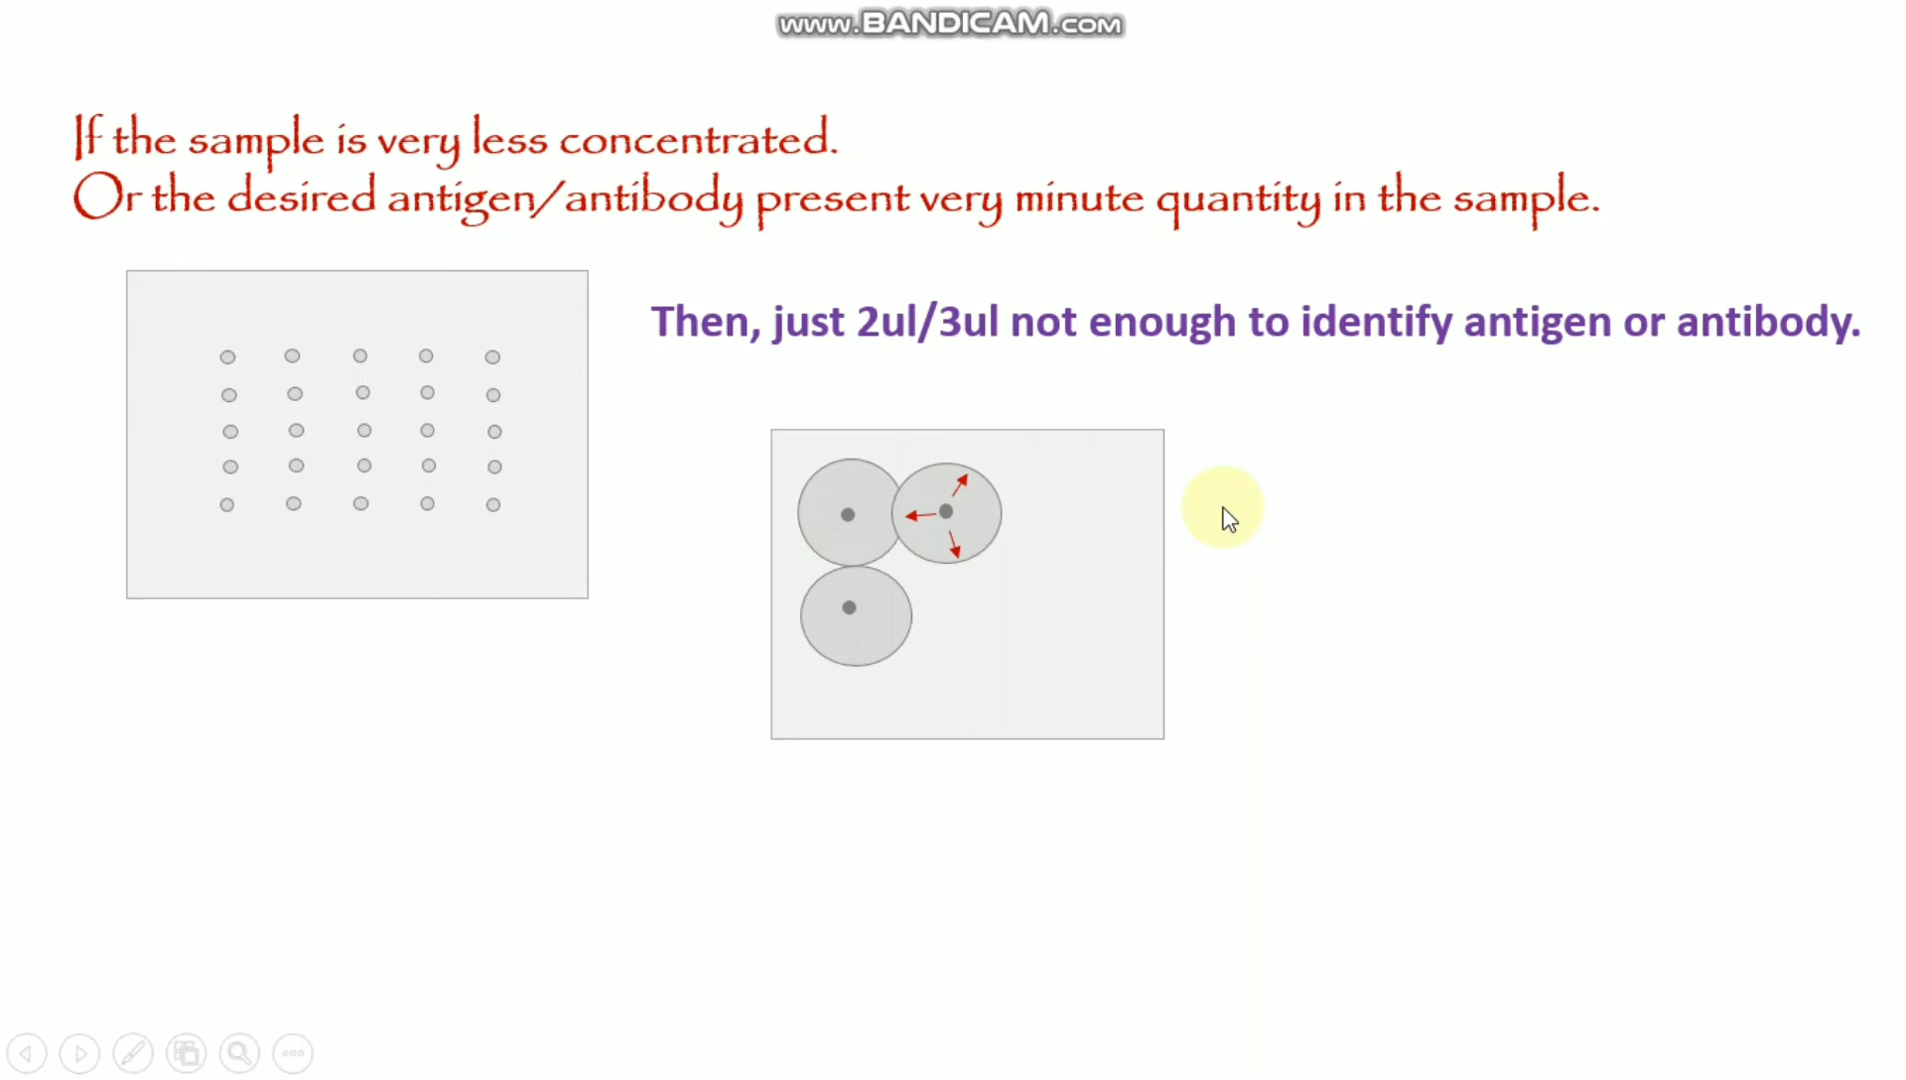 www.BANDICAM.com
If the sample is very less concentrated.
Or the desired antigen/antibody present very minute quantity in the sample.
Then, just 2ul/3ul not enough to identify antigen or antibody.